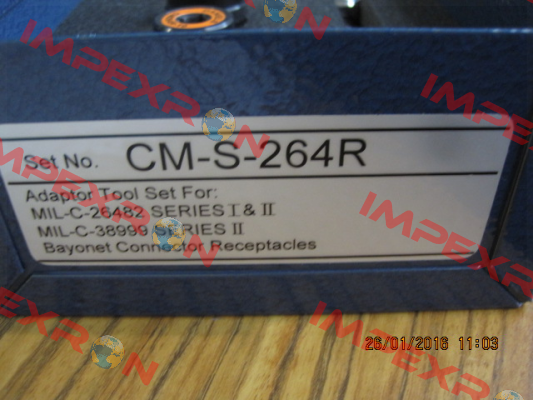 IMPEXRON
IMPEXRON
Set No. CM-S-264R
Adaptor Tool Set For:
MIL-C-26482 SERIES I & II
MIL-C-38999 SERIES II
Bayonet Connector Receptacles
IMPEXRON
IMPEXRON
IMPEXRON
26/01/2016 11:03